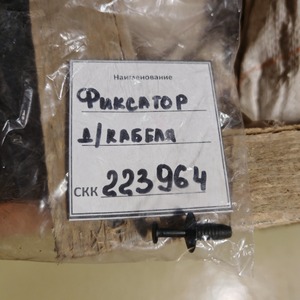 Наименование
Фиксатор
д/кабеля
СКК 223964